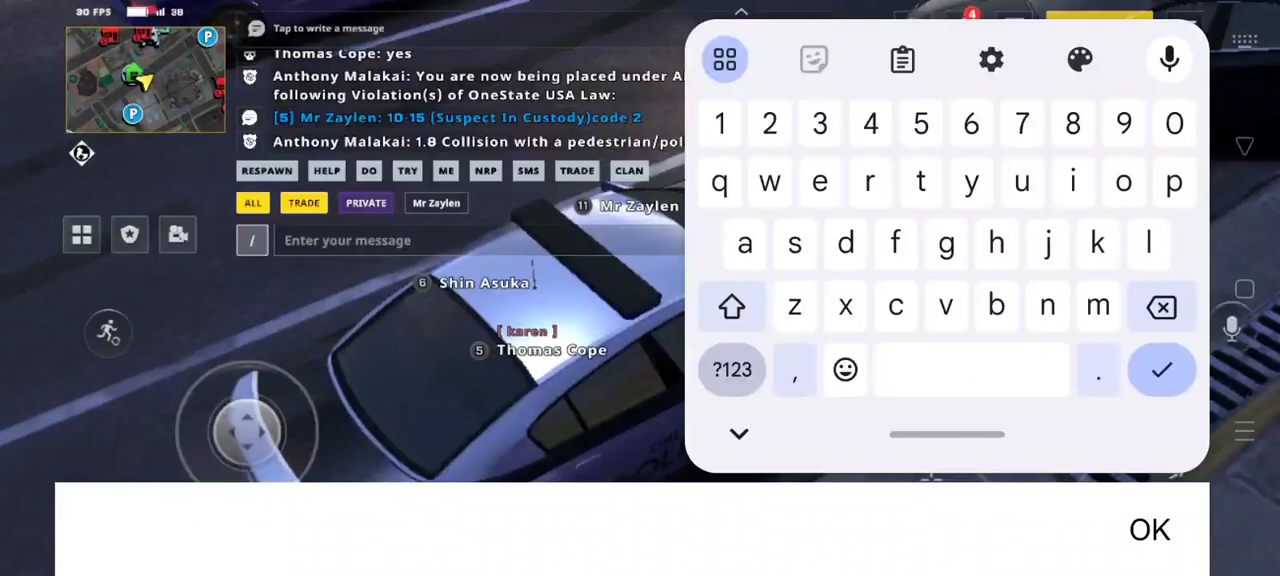 30 FPS 38
Tap to write a message
Thomas Cope: yes
Anthony Malakai: You are now being placed under A
following Violation(s) of OneState USA Law:
[5] Mr Zaylen: 10-15 (Suspect In Custody)code 2
Anthony Malakai: 1.8 Collision with a pedestrian/pol
RESPAWN HELP DO TRY ME NRP SMS TRADE CLAN
ALL TRADE PRIVATE Mr Zaylen
11 Mr Zaylen
/ Enter your message
6 Shin Asuka
[ karen ]
5 Thomas Cope
P
P
4
1 2 3 4 5 6 7 8 9 0
q w e r t y u i o p
a s d f g h j k l
z x c v b n m
?123 , .
OK